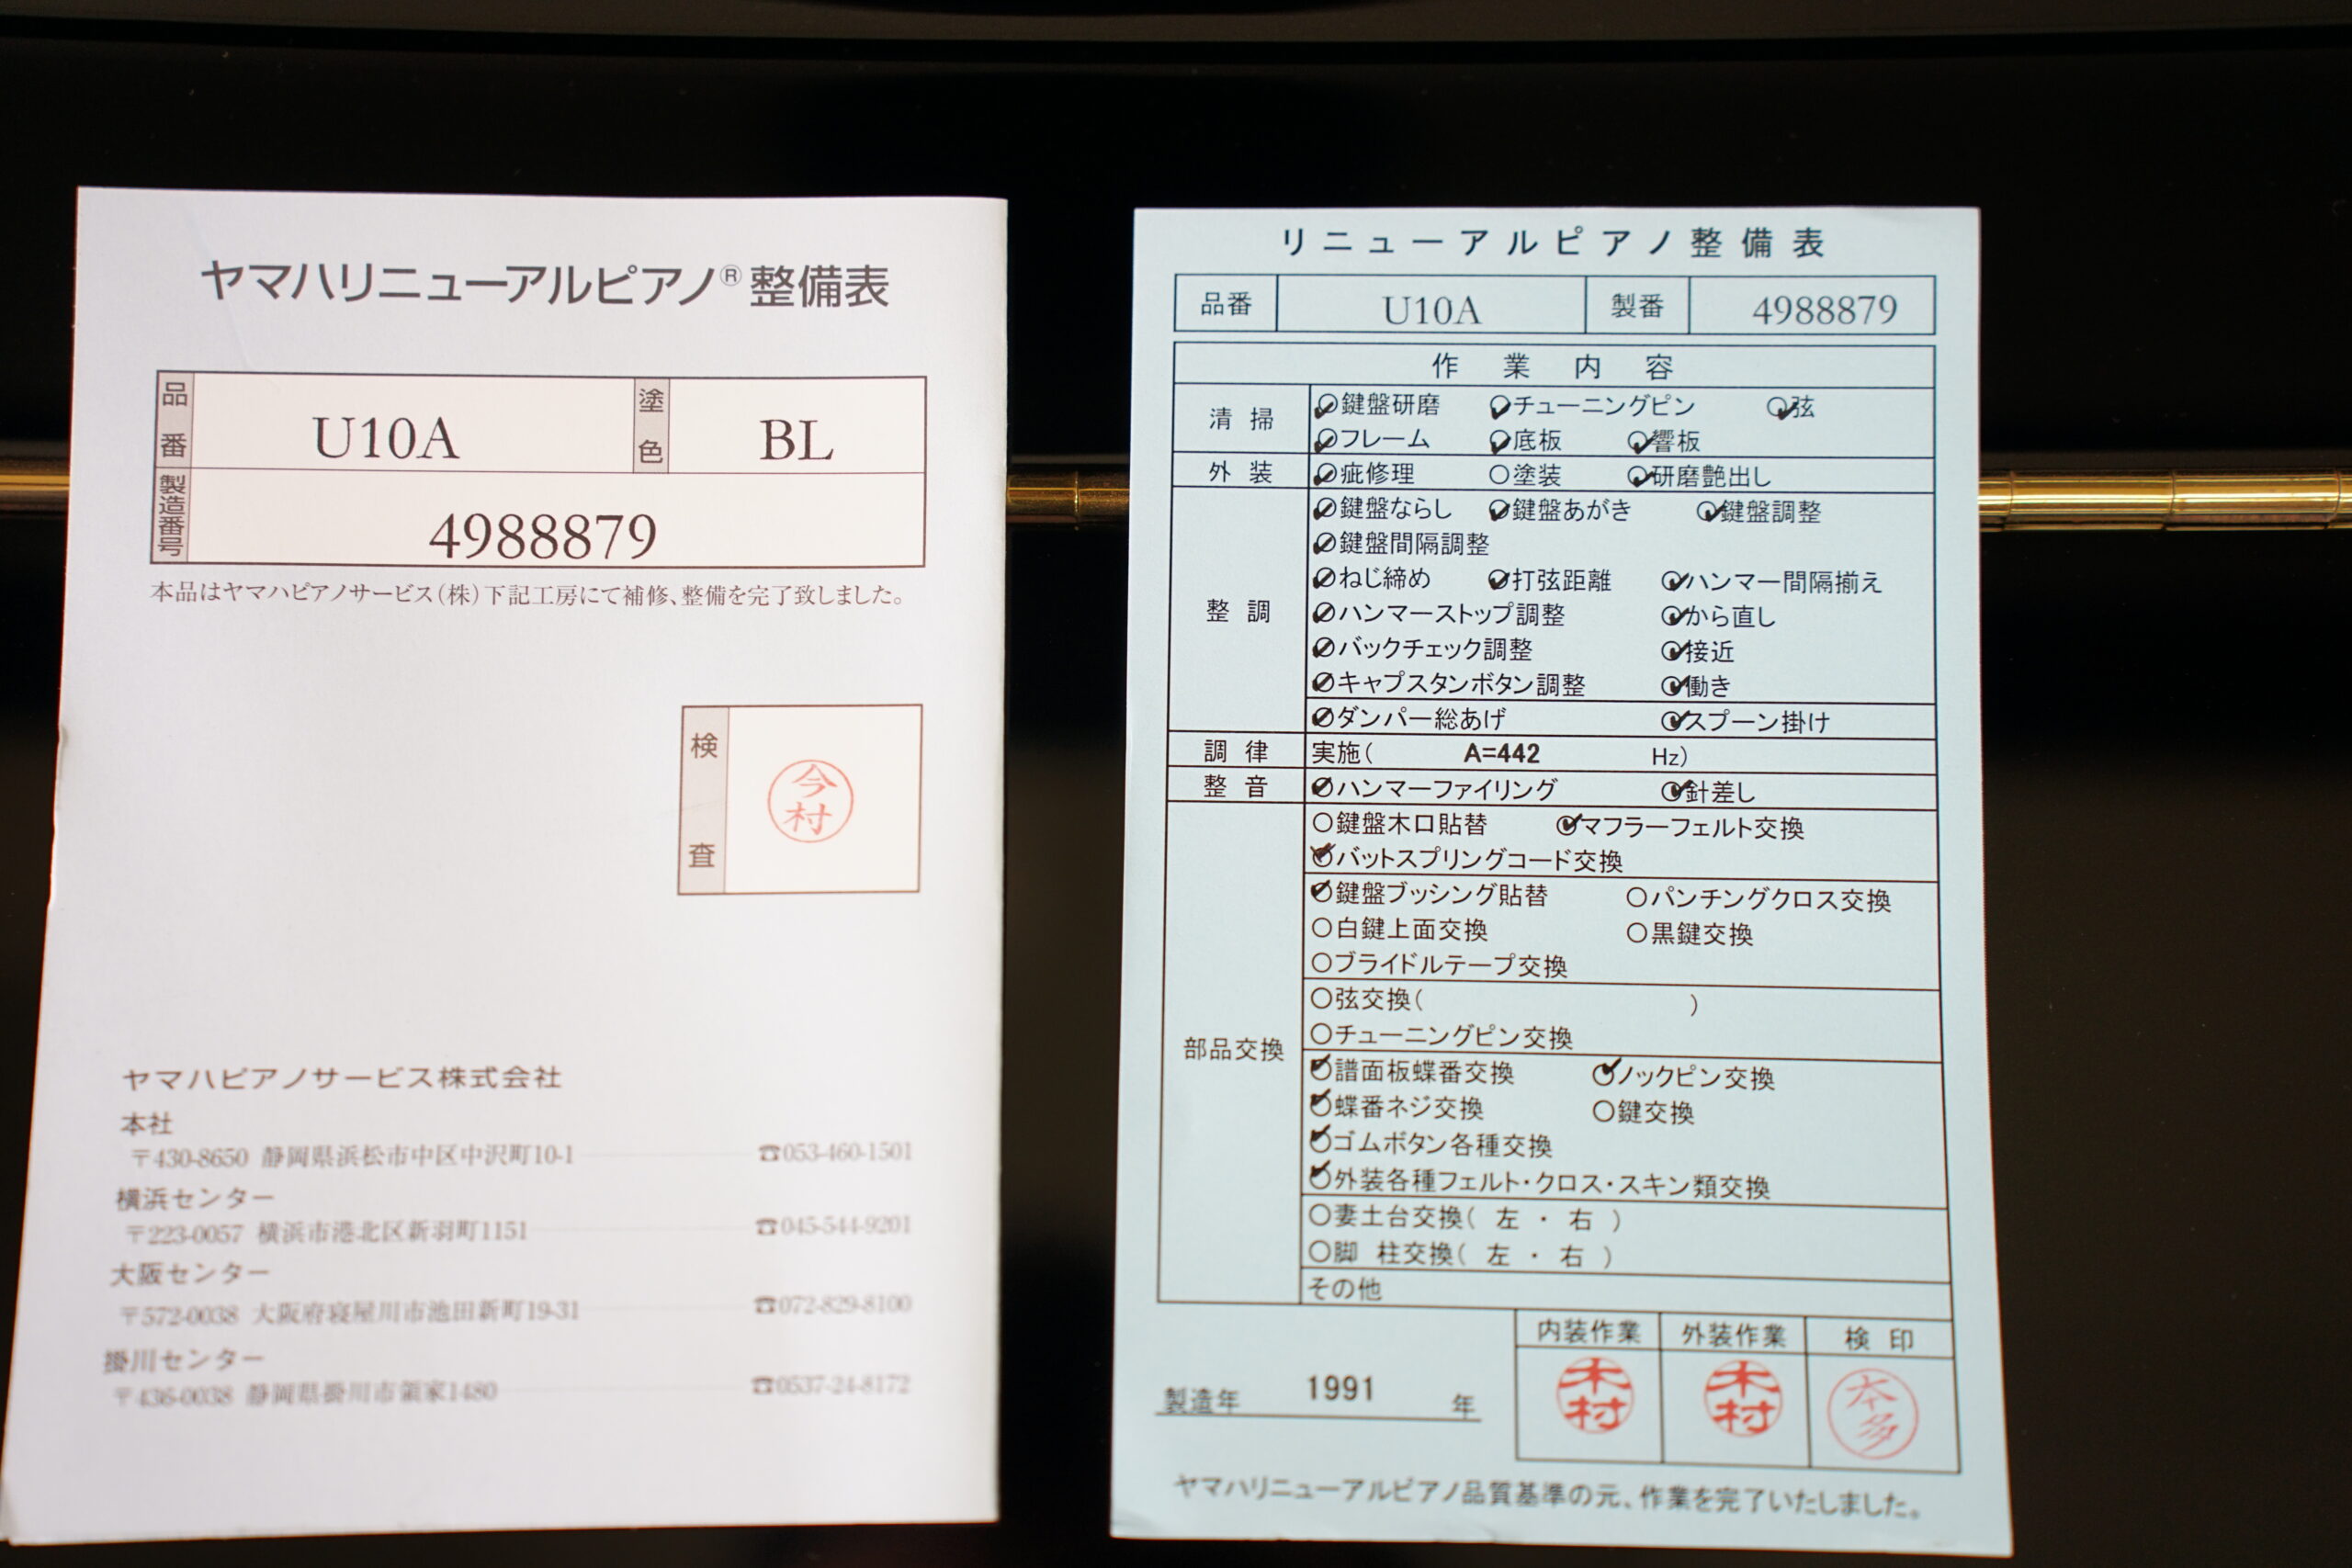 ヤマハリニューアルピアノ®整備表
品番 U10A 塗色 BL
製造番号 4988879
本品はヤマハピアノサービス(株)下記工房にて補修、整備を完了致しました。
検査 今村
ヤマハピアノサービス株式会社
本社
〒430-8650 静岡県浜松市中区中沢町10-1 ☎053-460-1501
横浜センター
〒223-0057 横浜市港北区新羽町1151 ☎045-544-9201
大阪センター
〒572-0038 大阪府寝屋川市池田新町19-31 ☎072-829-8100
掛川センター
〒436-0038 静岡県掛川市領家1480 ☎0537-24-8172
リニューアルピアノ整備表
品番 U10A 製番 4988879
作業内容
清掃 ○鍵盤研磨 ○チューニングピン ○弦
○フレーム ○底板 ○響板
外装 ○疵修理 ○塗装 ○研磨艶出し
整調 ○鍵盤ならし ○鍵盤あがき ○鍵盤調整
○鍵盤間隔調整
○ねじ締め ○打弦距離 ○ハンマー間隔揃え
○ハンマーストップ調整 ○から直し
○バックチェック調整 ○接近
○キャプスタンボタン調整 ○働き
○ダンパー総あげ ○スプーン掛け
調律 実施( A=442 Hz)
整音 ○ハンマーファイリング ○針差し
部品交換 ○鍵盤木口貼替 ○マフラーフェルト交換
○バットスプリングコード交換
○鍵盤ブッシング貼替 ○パンチングクロス交換
○白鍵上面交換 ○黒鍵交換
○ブライドルテープ交換
○弦交換( )
○チューニングピン交換
○譜面板蝶番交換 ○ノックピン交換
○蝶番ネジ交換 ○鍵交換
○ゴムボタン各種交換
○外装各種フェルト・クロス・スキン類交換
○妻土台交換( 左 ・ 右 )
○脚 柱交換( 左 ・ 右 )
その他
内装作業 外装作業 検印
製造年 1991 年 木村 木村 本多
ヤマハリニューアルピアノ品質基準の元、作業を完了いたしました。